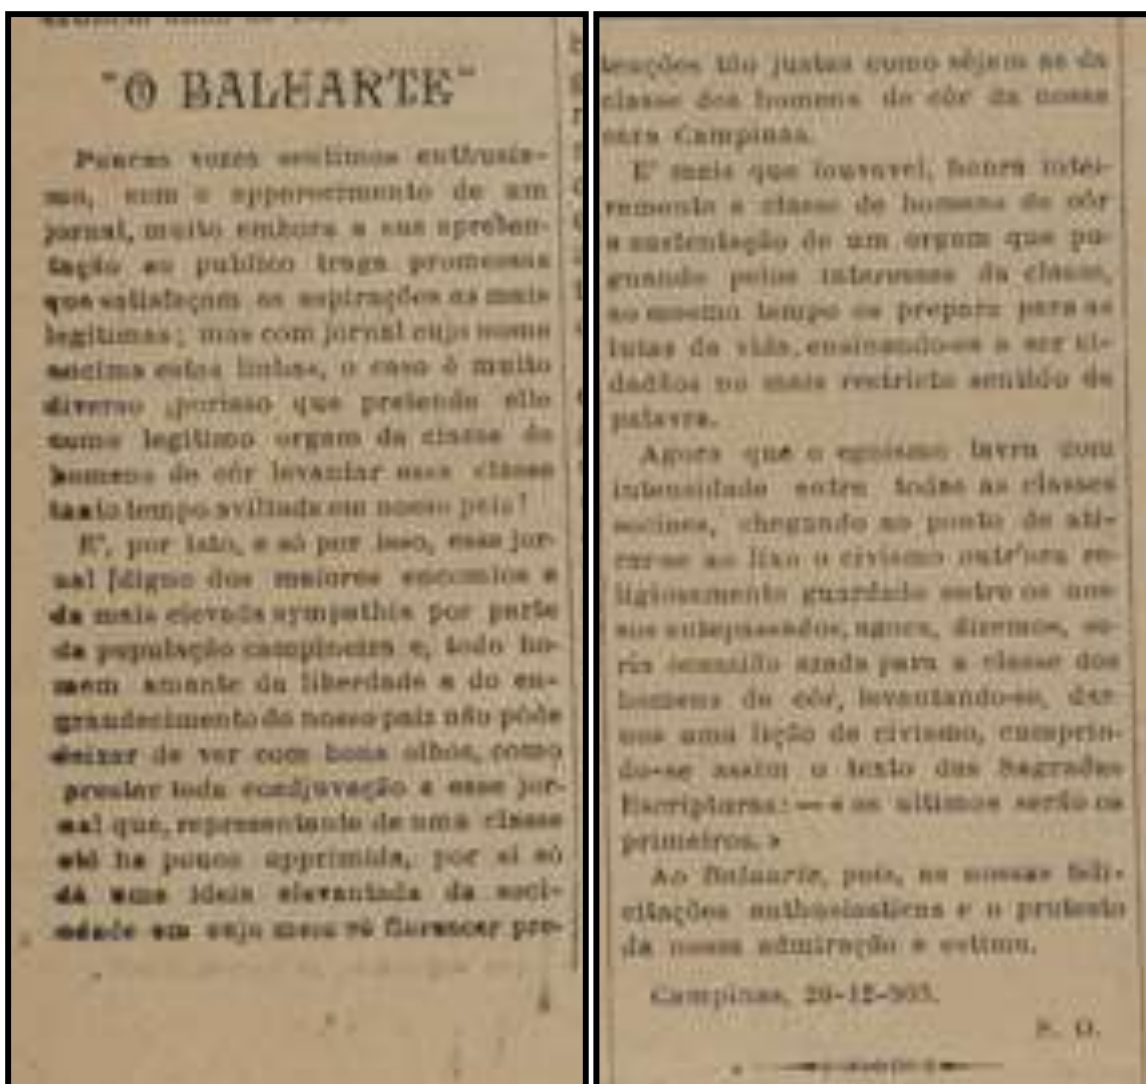 "O BALUARTE"
Poucas vezes sentimos enthusias-
mo, com o apparecimento de um
jornal, muito embora a sua apresen-
tação ao publico traga promessas
que satisfaçam as aspirações as mais
legitimas; mas com jornal cujo nome
encima estas linhas, o caso é muito
diverso porisso que pretende elle
como legitimo orgam da classe de
homens de côr levantar essa classe
tanto tempo aviltada em nosso paiz!
E', por isto, e só por isso, esse jor-
nal digno dos maiores encomios e
da mais elevada sympathia por parte
da população campineira e, todo ho-
mem amante da liberdade e do en-
grandecimento do nosso paiz não póde
deixar de ver com bons olhos, como
prestar toda coadjuvação a esse jor-
nal que, representante de uma classe
até ha pouco opprimida, por si só
dá uma ideia alevantada da soci-
edade em cujo meio vê florescer pre-
tenções tão justas como sejam as da
classe dos homens de côr da nossa
cara Campinas.
E' mais que louvavel, honra intei-
ramente a classe de homens de côr
a sustentação de um orgam que pu-
gnando pelos interesses da classe,
ao mesmo tempo os prepara para as
lutas da vida, ensinando-os a ser ci-
dadãos no mais restricto sentido da
palavra.
Agora que o egoismo lavra com
intensidade entre todas as classes
sociaes, chegando ao ponto de ati-
rar-se ao lixo o civismo outr'ora re-
ligiosamente guardado entre os nos-
sos antepassados, agora, diremos, se-
ria occasião azada para a classe dos
homens de côr, levantando-se, dar
nos uma lição de civismo, cumprin-
do-se assim o texto das Sagradas
Escripturas: — « os ultimos serão os
primeiros. »
Ao Baluarte, pois, as nossas feli-
citações enthusiasticas e o protesto
da nossa admiração e estima.
Campinas, 20-12-903.